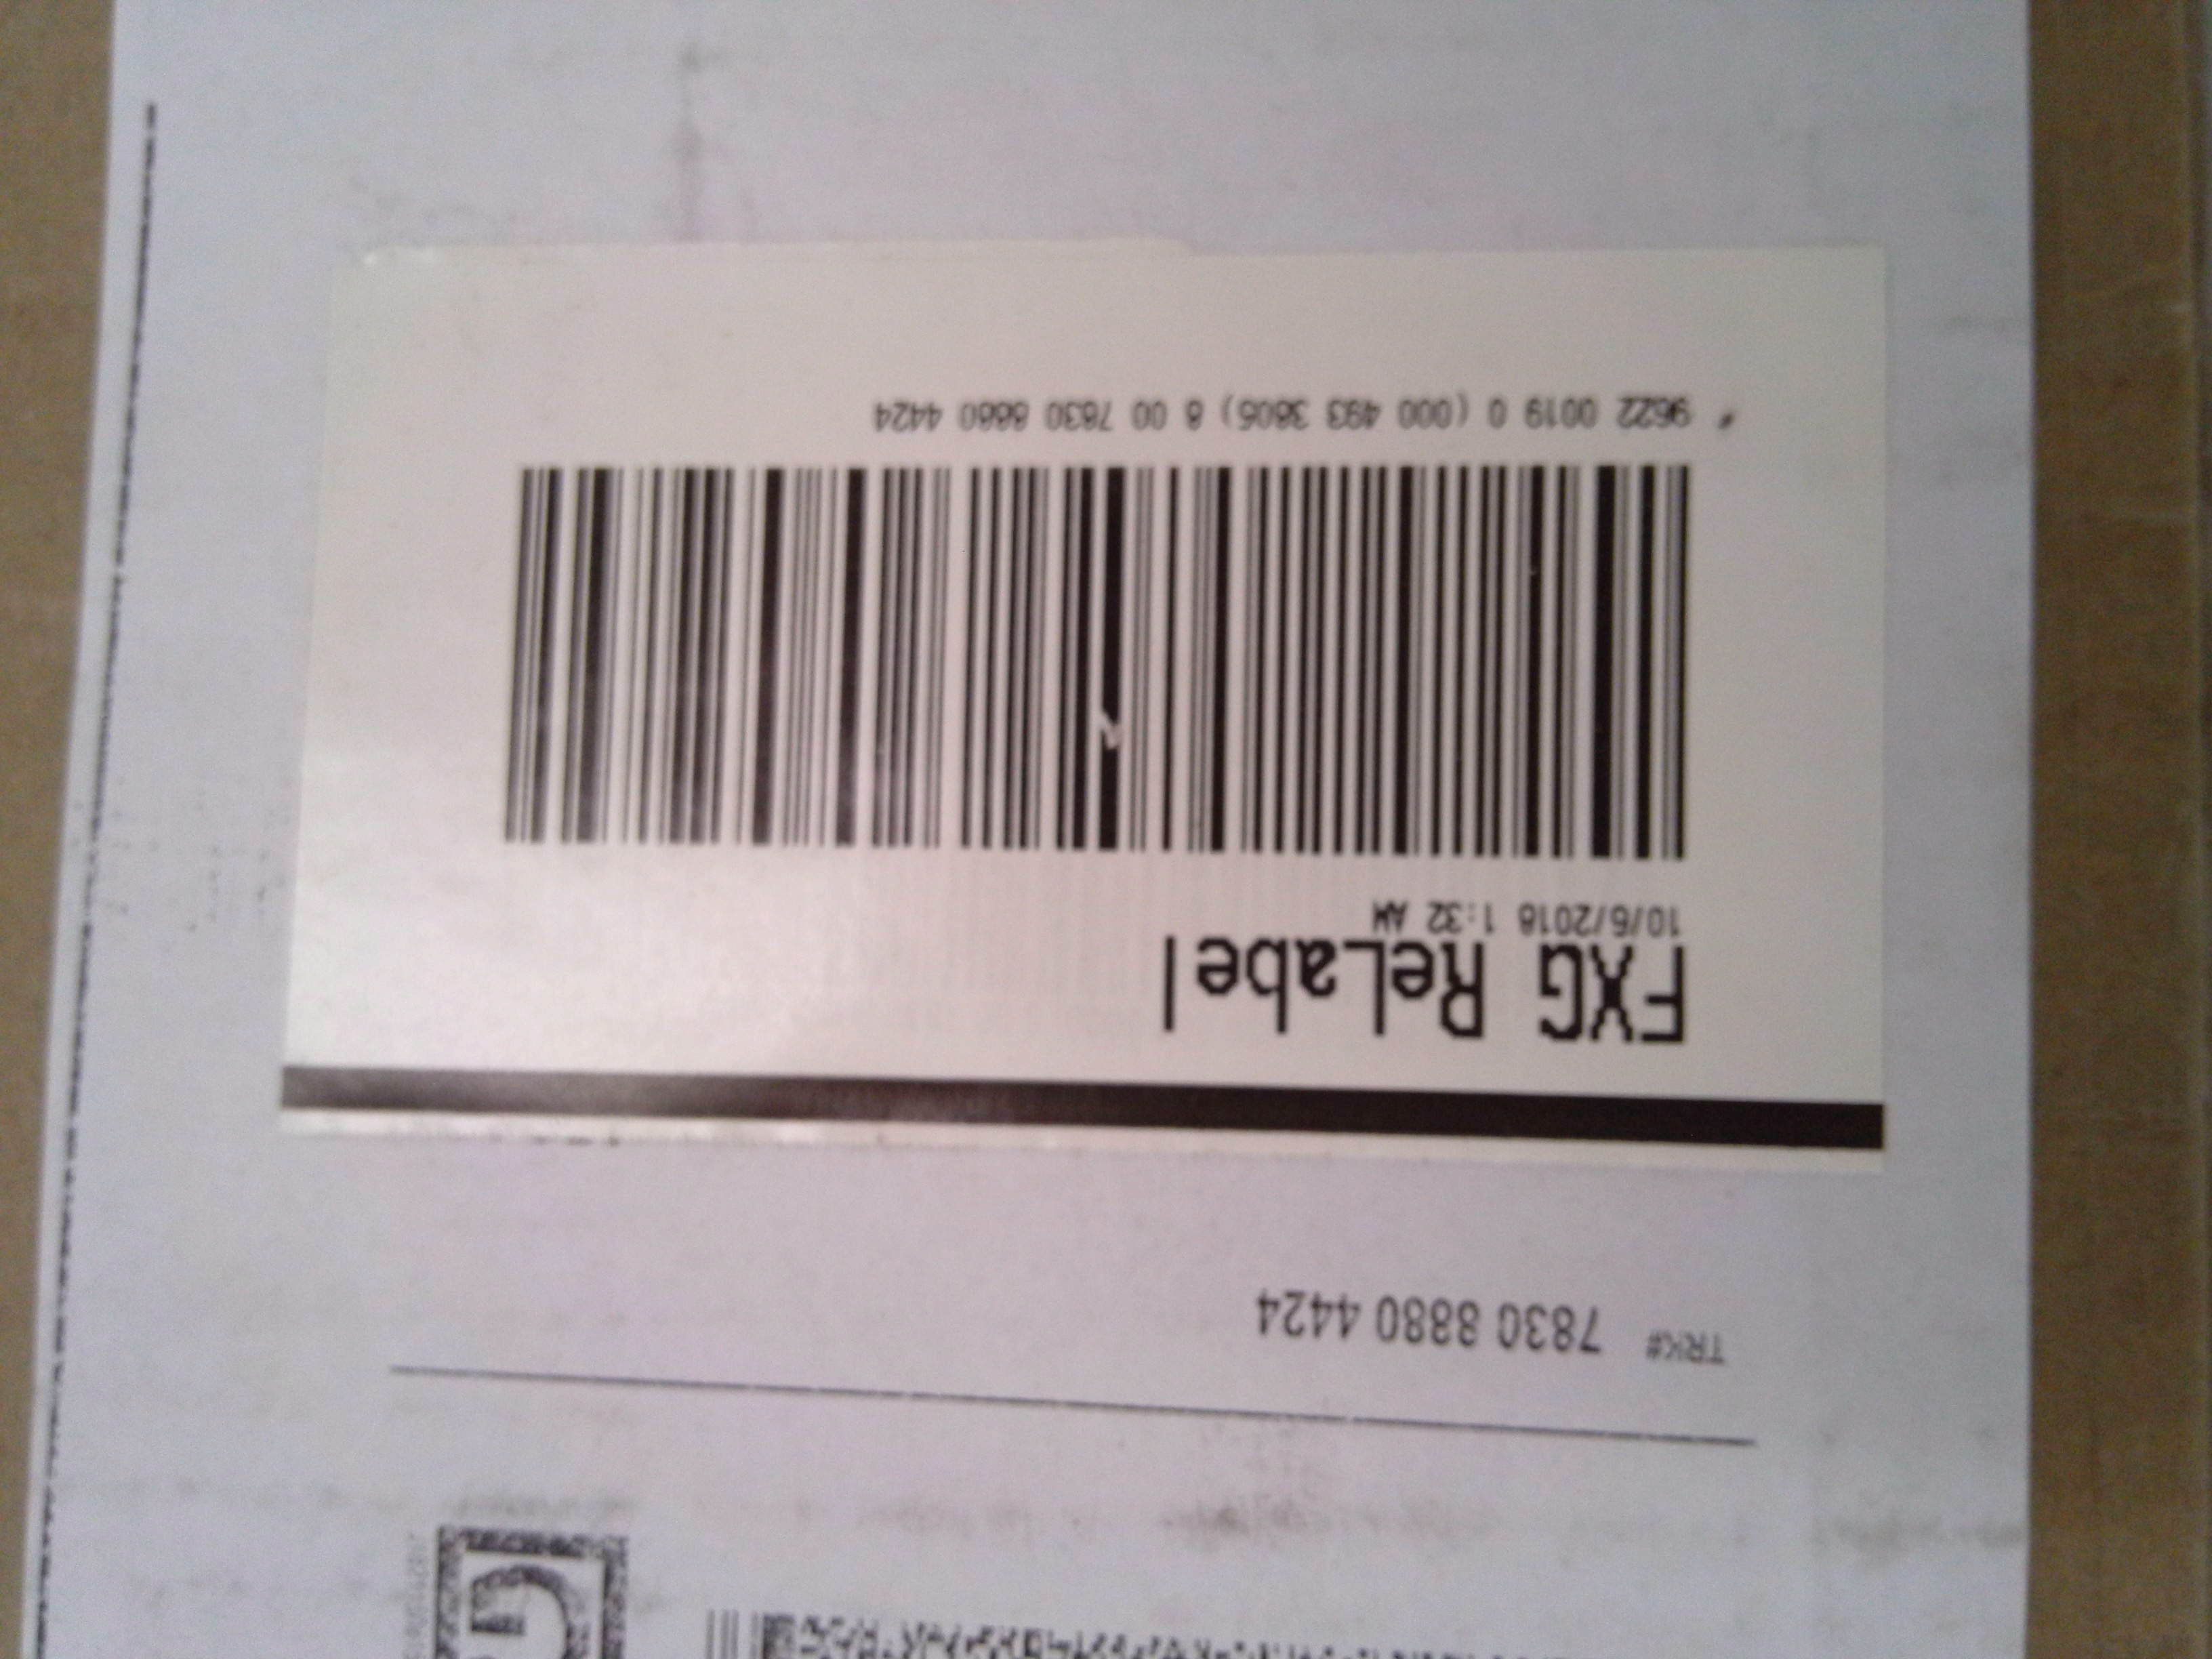 G
TRK# 7830 8880 4424
FXG ReLabel
10/6/2018 1:32 AM
* 9622 0019 0 (000 493 3805) 8 00 7830 8880 4424